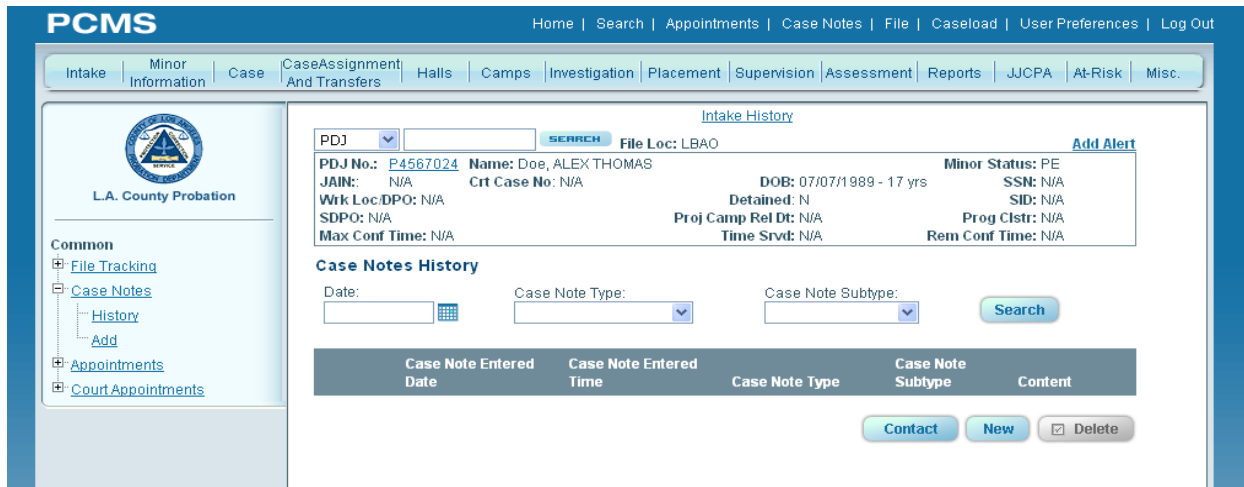 PCMS
Home | Search | Appointments | Case Notes | File | Caseload | User Preferences | Log Out
Intake | Minor Information | Case | CaseAssignment And Transfers | Halls | Camps | Investigation | Placement | Supervision | Assessment | Reports | JJCPA | At-Risk | Misc.
L.A. County Probation
Common
File Tracking
Case Notes
History
Add
Appointments
Court Appointments
Intake History
PDJ SEARCH File Loc: LBAO Add Alert
PDJ No.: P4567024 Name: Doe, ALEX THOMAS Minor Status: PE
JAIN:: N/A Crt Case No: N/A DOB: 07/07/1989 - 17 yrs SSN: N/A
Wrk Loc/DPO: N/A Detained: N SID: N/A
SDPO: N/A Proj Camp Rel Dt: N/A Prog Clstr: N/A
Max Conf Time: N/A Time Srvd: N/A Rem Conf Time: N/A
Case Notes History
Date: Case Note Type: Case Note Subtype:
Search
Case Note Entered Date Case Note Entered Time Case Note Type Case Note Subtype Content
Contact New Delete